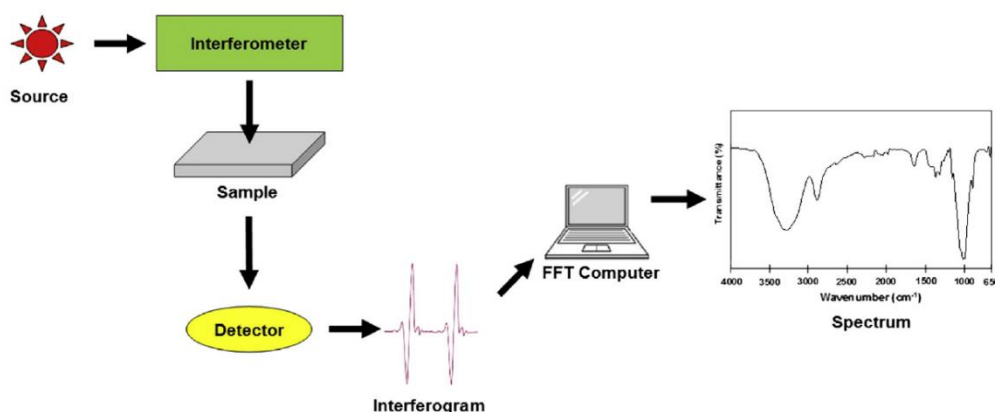 Source
Interferometer
Sample
Detector
Interferogram
FFT Computer
Transmittance (%)
4000 3500 3000 2500 2000 1500 1000 650
Wavenumber (cm-1)
Spectrum